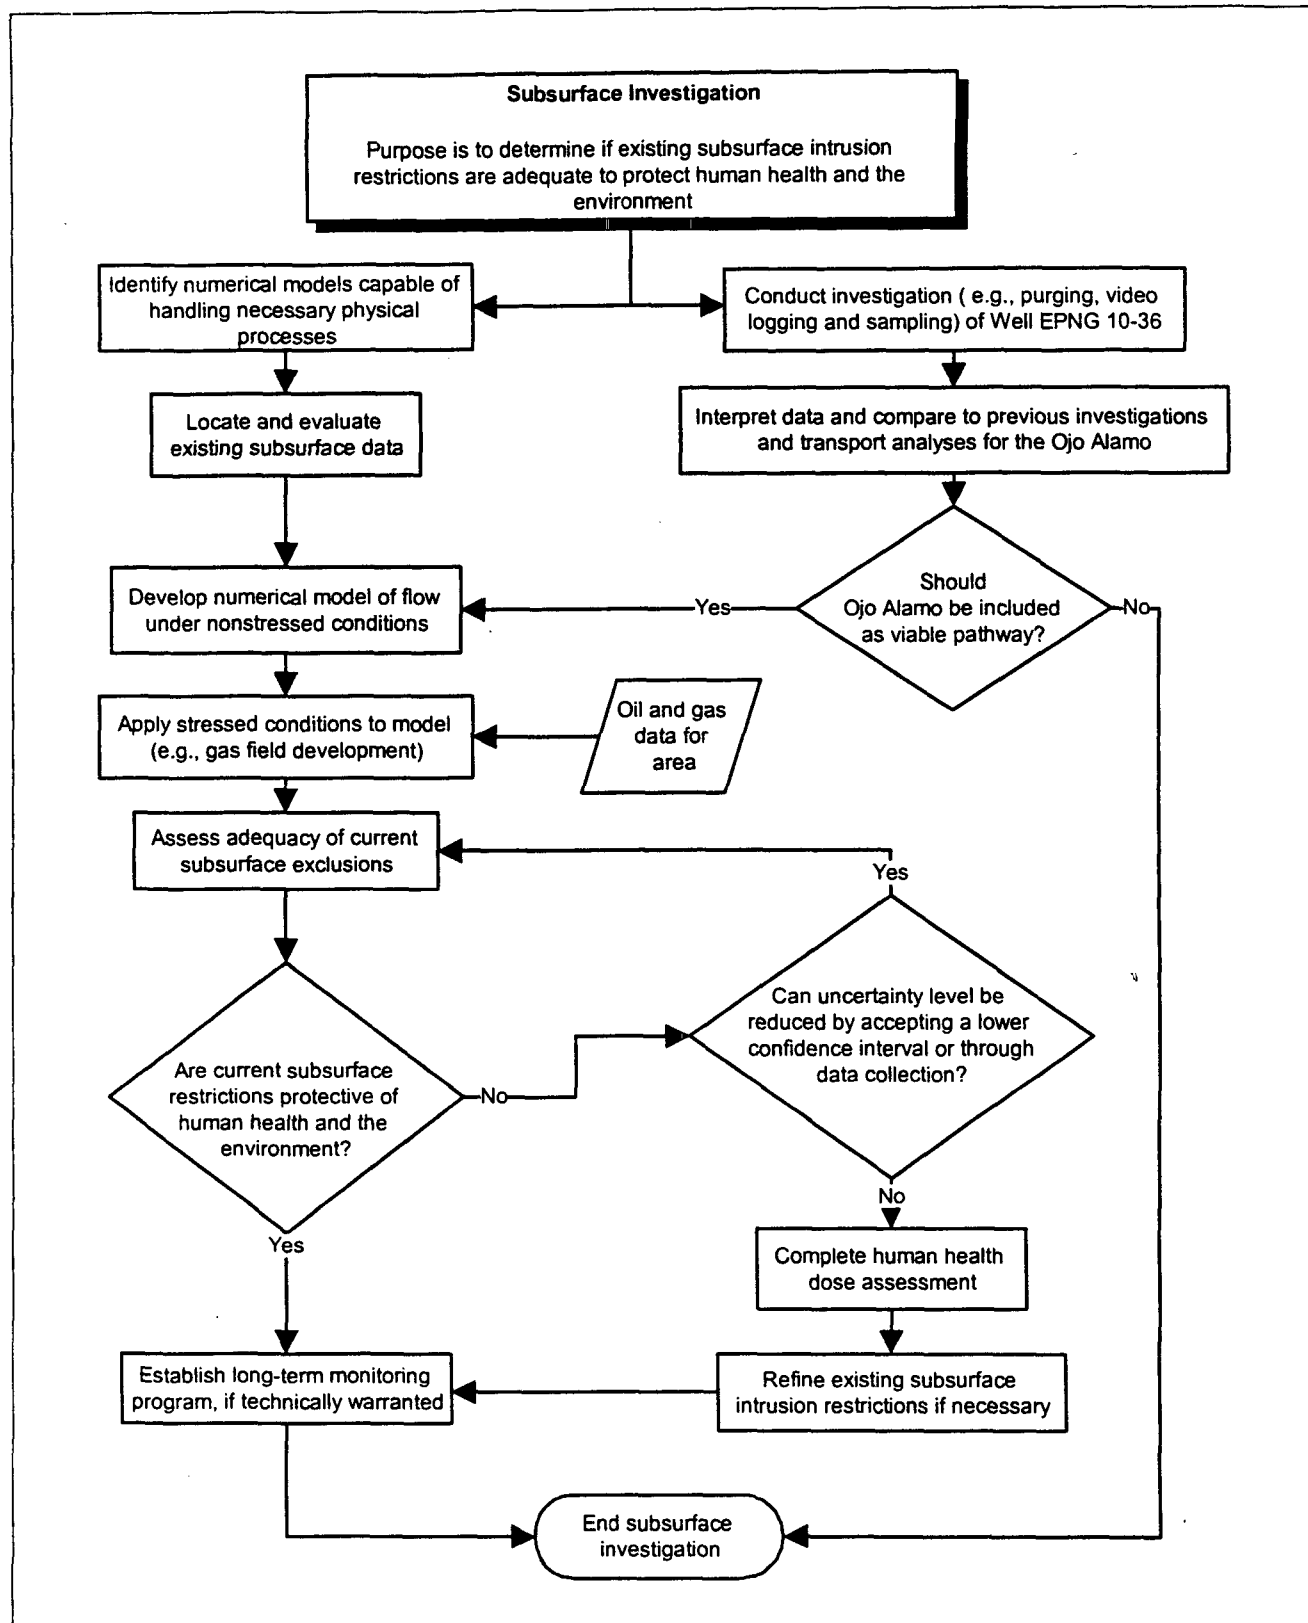 Subsurface Investigation
Purpose is to determine if existing subsurface intrusion
restrictions are adequate to protect human health and the
environment
Identify numerical models capable of
handling necessary physical
processes
Conduct investigation ( e.g., purging, video
logging and sampling) of Well EPNG 10-36
Locate and evaluate
existing subsurface data
Interpret data and compare to previous investigations
and transport analyses for the Ojo Alamo
Develop numerical model of flow
under nonstressed conditions
Yes
Should
Ojo Alamo be included
as viable pathway?
No
Apply stressed conditions to model
(e.g., gas field development)
Oil and gas
data for
area
Assess adequacy of current
subsurface exclusions
Yes
Can uncertainty level be
reduced by accepting a lower
confidence interval or through
data collection?
Are current subsurface
restrictions protective of
human health and the
environment?
No
No
Yes
Complete human health
dose assessment
Establish long-term monitoring
program, if technically warranted
Refine existing subsurface
intrusion restrictions if necessary
End subsurface
investigation